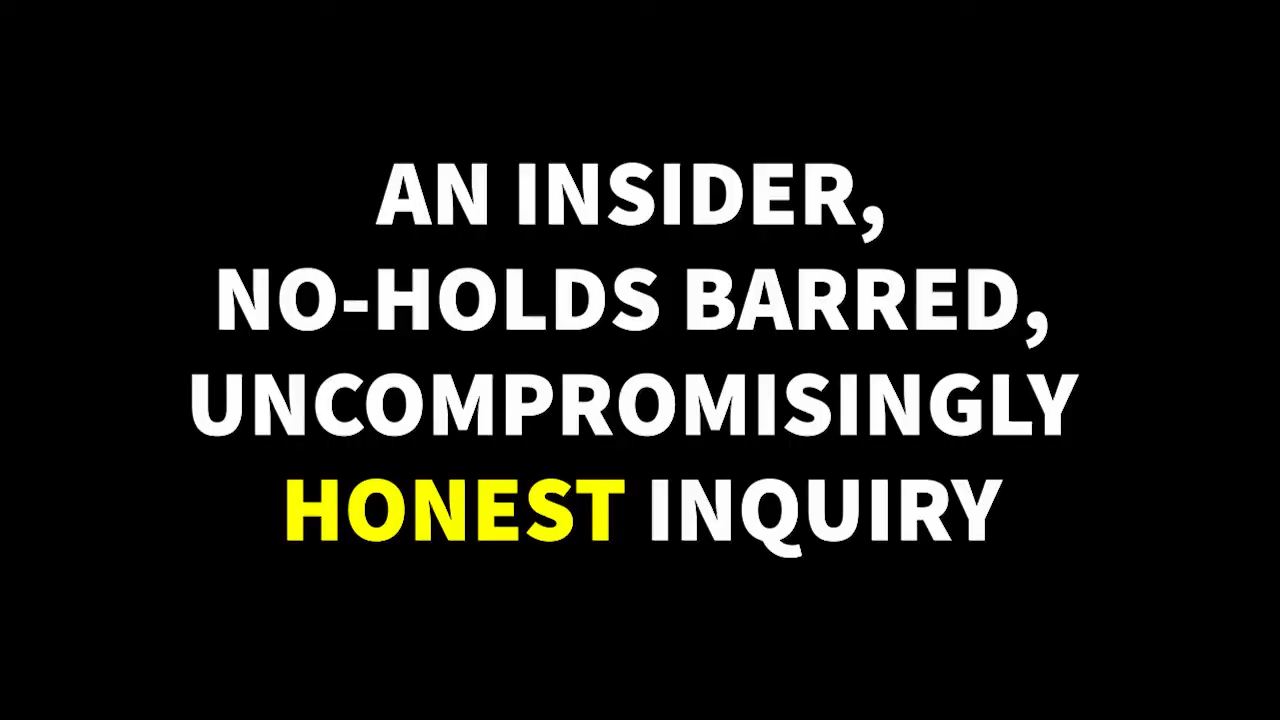 AN INSIDER,
NO-HOLDS BARRED,
UNCOMPROMISINGLY
HONEST INQUIRY